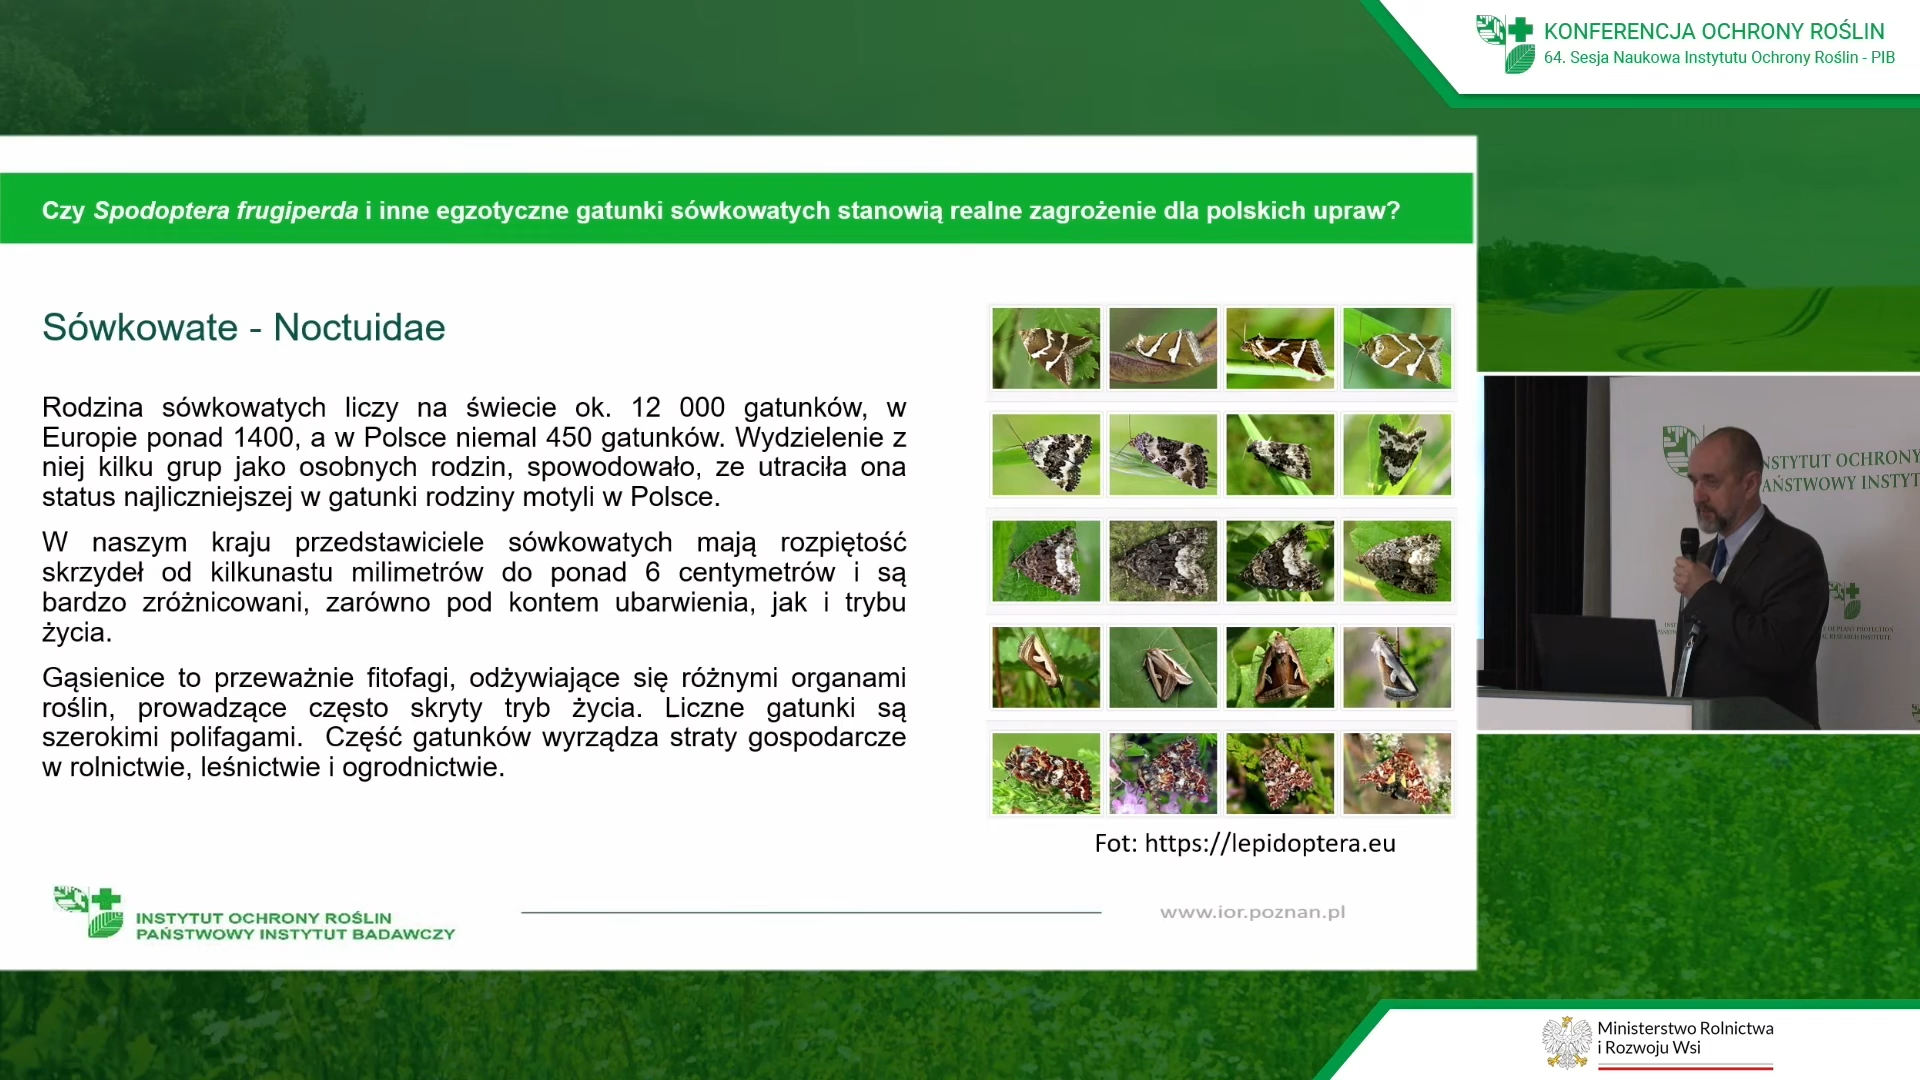 KONFERENCJA OCHRONY ROŚLIN
64. Sesja Naukowa Instytutu Ochrony Roślin - PIB
Czy Spodoptera frugiperda i inne egzotyczne gatunki sówkowatych stanowią realne zagrożenie dla polskich upraw?
Sówkowate - Noctuidae
Rodzina sówkowatych liczy na świecie ok. 12 000 gatunków, w
Europie ponad 1400, a w Polsce niemal 450 gatunków. Wydzielenie z
niej kilku grup jako osobnych rodzin, spowodowało, ze utraciła ona
status najliczniejszej w gatunki rodziny motyli w Polsce.
W naszym kraju przedstawiciele sówkowatych mają rozpiętość
skrzydeł od kilkunastu milimetrów do ponad 6 centymetrów i są
bardzo zróżnicowani, zarówno pod kontem ubarwienia, jak i trybu
życia.
Gąsienice to przeważnie fitofagi, odżywiające się różnymi organami
roślin, prowadzące często skryty tryb życia. Liczne gatunki są
szerokimi polifagami. Część gatunków wyrządza straty gospodarcze
w rolnictwie, leśnictwie i ogrodnictwie.
Fot: https://lepidoptera.eu
INSTYTUT OCHRONY ROŚLIN
PAŃSTWOWY INSTYTUT BADAWCZY
www.ior.poznan.pl
NSTYTUT OCHRONY
AŃSTWOWY INSTYT
Ministerstwo Rolnictwa
i Rozwoju Wsi